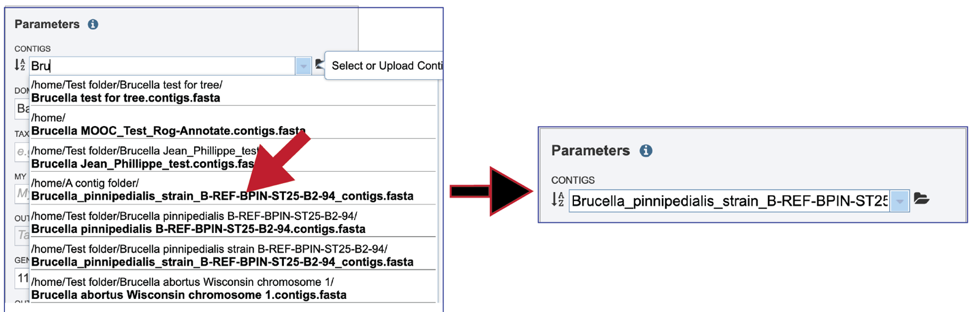 Parameters
CONTIGS
Bru
Select or Upload Conti
/home/Test folder/Brucella test for tree/
Brucella test for tree.contigs.fasta
/home/
Brucella MOOC_Test_Rog-Annotate.contigs.fasta
/home/Test folder/Brucella Jean_Phillippe_test
Brucella Jean_Phillippe_test.contigs.fas
/home/A contig folder/
Brucella_pinnipedialis_strain_B-REF-BPIN-ST25-B2-94_contigs.fasta
/home/Test folder/Brucella pinnipedialis B-REF-BPIN-ST25-B2-94/
Brucella pinnipedialis B-REF-BPIN-ST25-B2-94.contigs.fasta
/home/Test folder/Brucella pinnipedialis strain B-REF-BPIN-ST25-B2-94/
Brucella_pinnipedialis_strain_B-REF-BPIN-ST25-B2-94_contigs.fasta
/home/Test folder/Brucella abortus Wisconsin chromosome 1/
Brucella abortus Wisconsin chromosome 1.contigs.fasta
DOM
Ba
TAX
e.g
MY
My
OUT
Ta
GEN
11
Parameters
CONTIGS
Brucella_pinnipedialis_strain_B-REF-BPIN-ST25